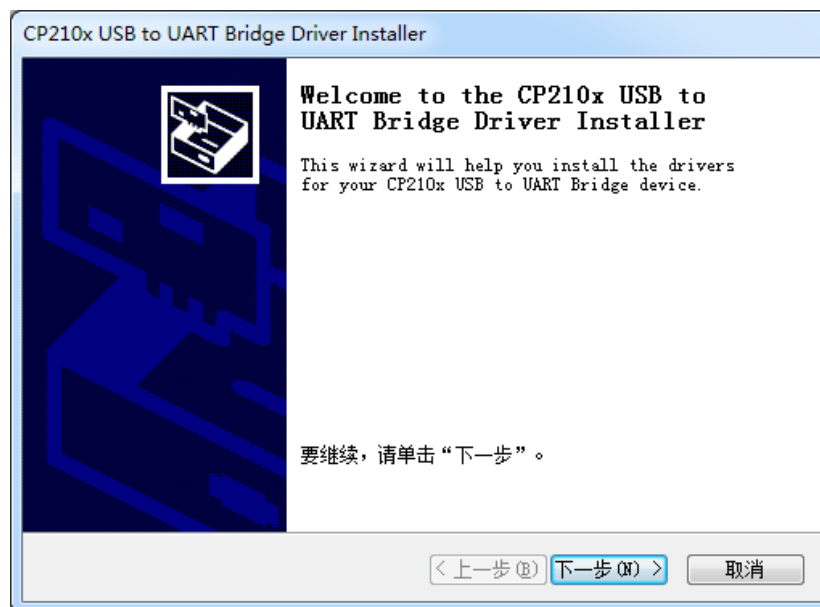 CP210x USB to UART Bridge Driver Installer
Welcome to the CP210x USB to
UART Bridge Driver Installer
This wizard will help you install the drivers
for your CP210x USB to UART Bridge device.
要继续，请单击“下一步”。
< 上一步(B) 下一步(N) > 取消